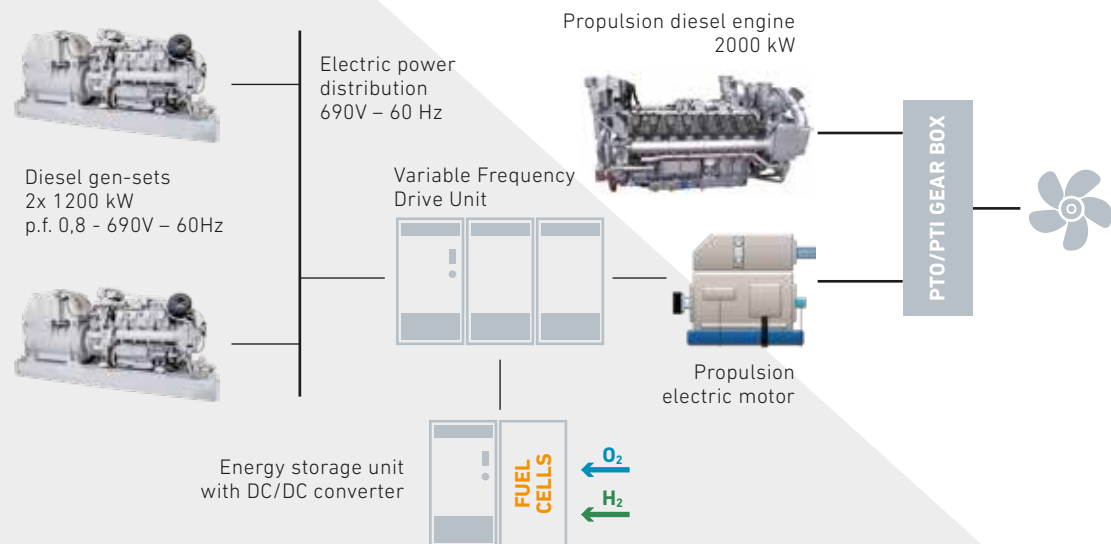 Propulsion diesel engine
2000 kW
Electric power
distribution
690V – 60 Hz
Diesel gen-sets
2x 1200 kW
p.f. 0,8 - 690V – 60Hz
Variable Frequency
Drive Unit
PTO/PTI GEAR BOX
Propulsion
electric motor
Energy storage unit
with DC/DC converter
FUEL
CELLS
O₂
H₂